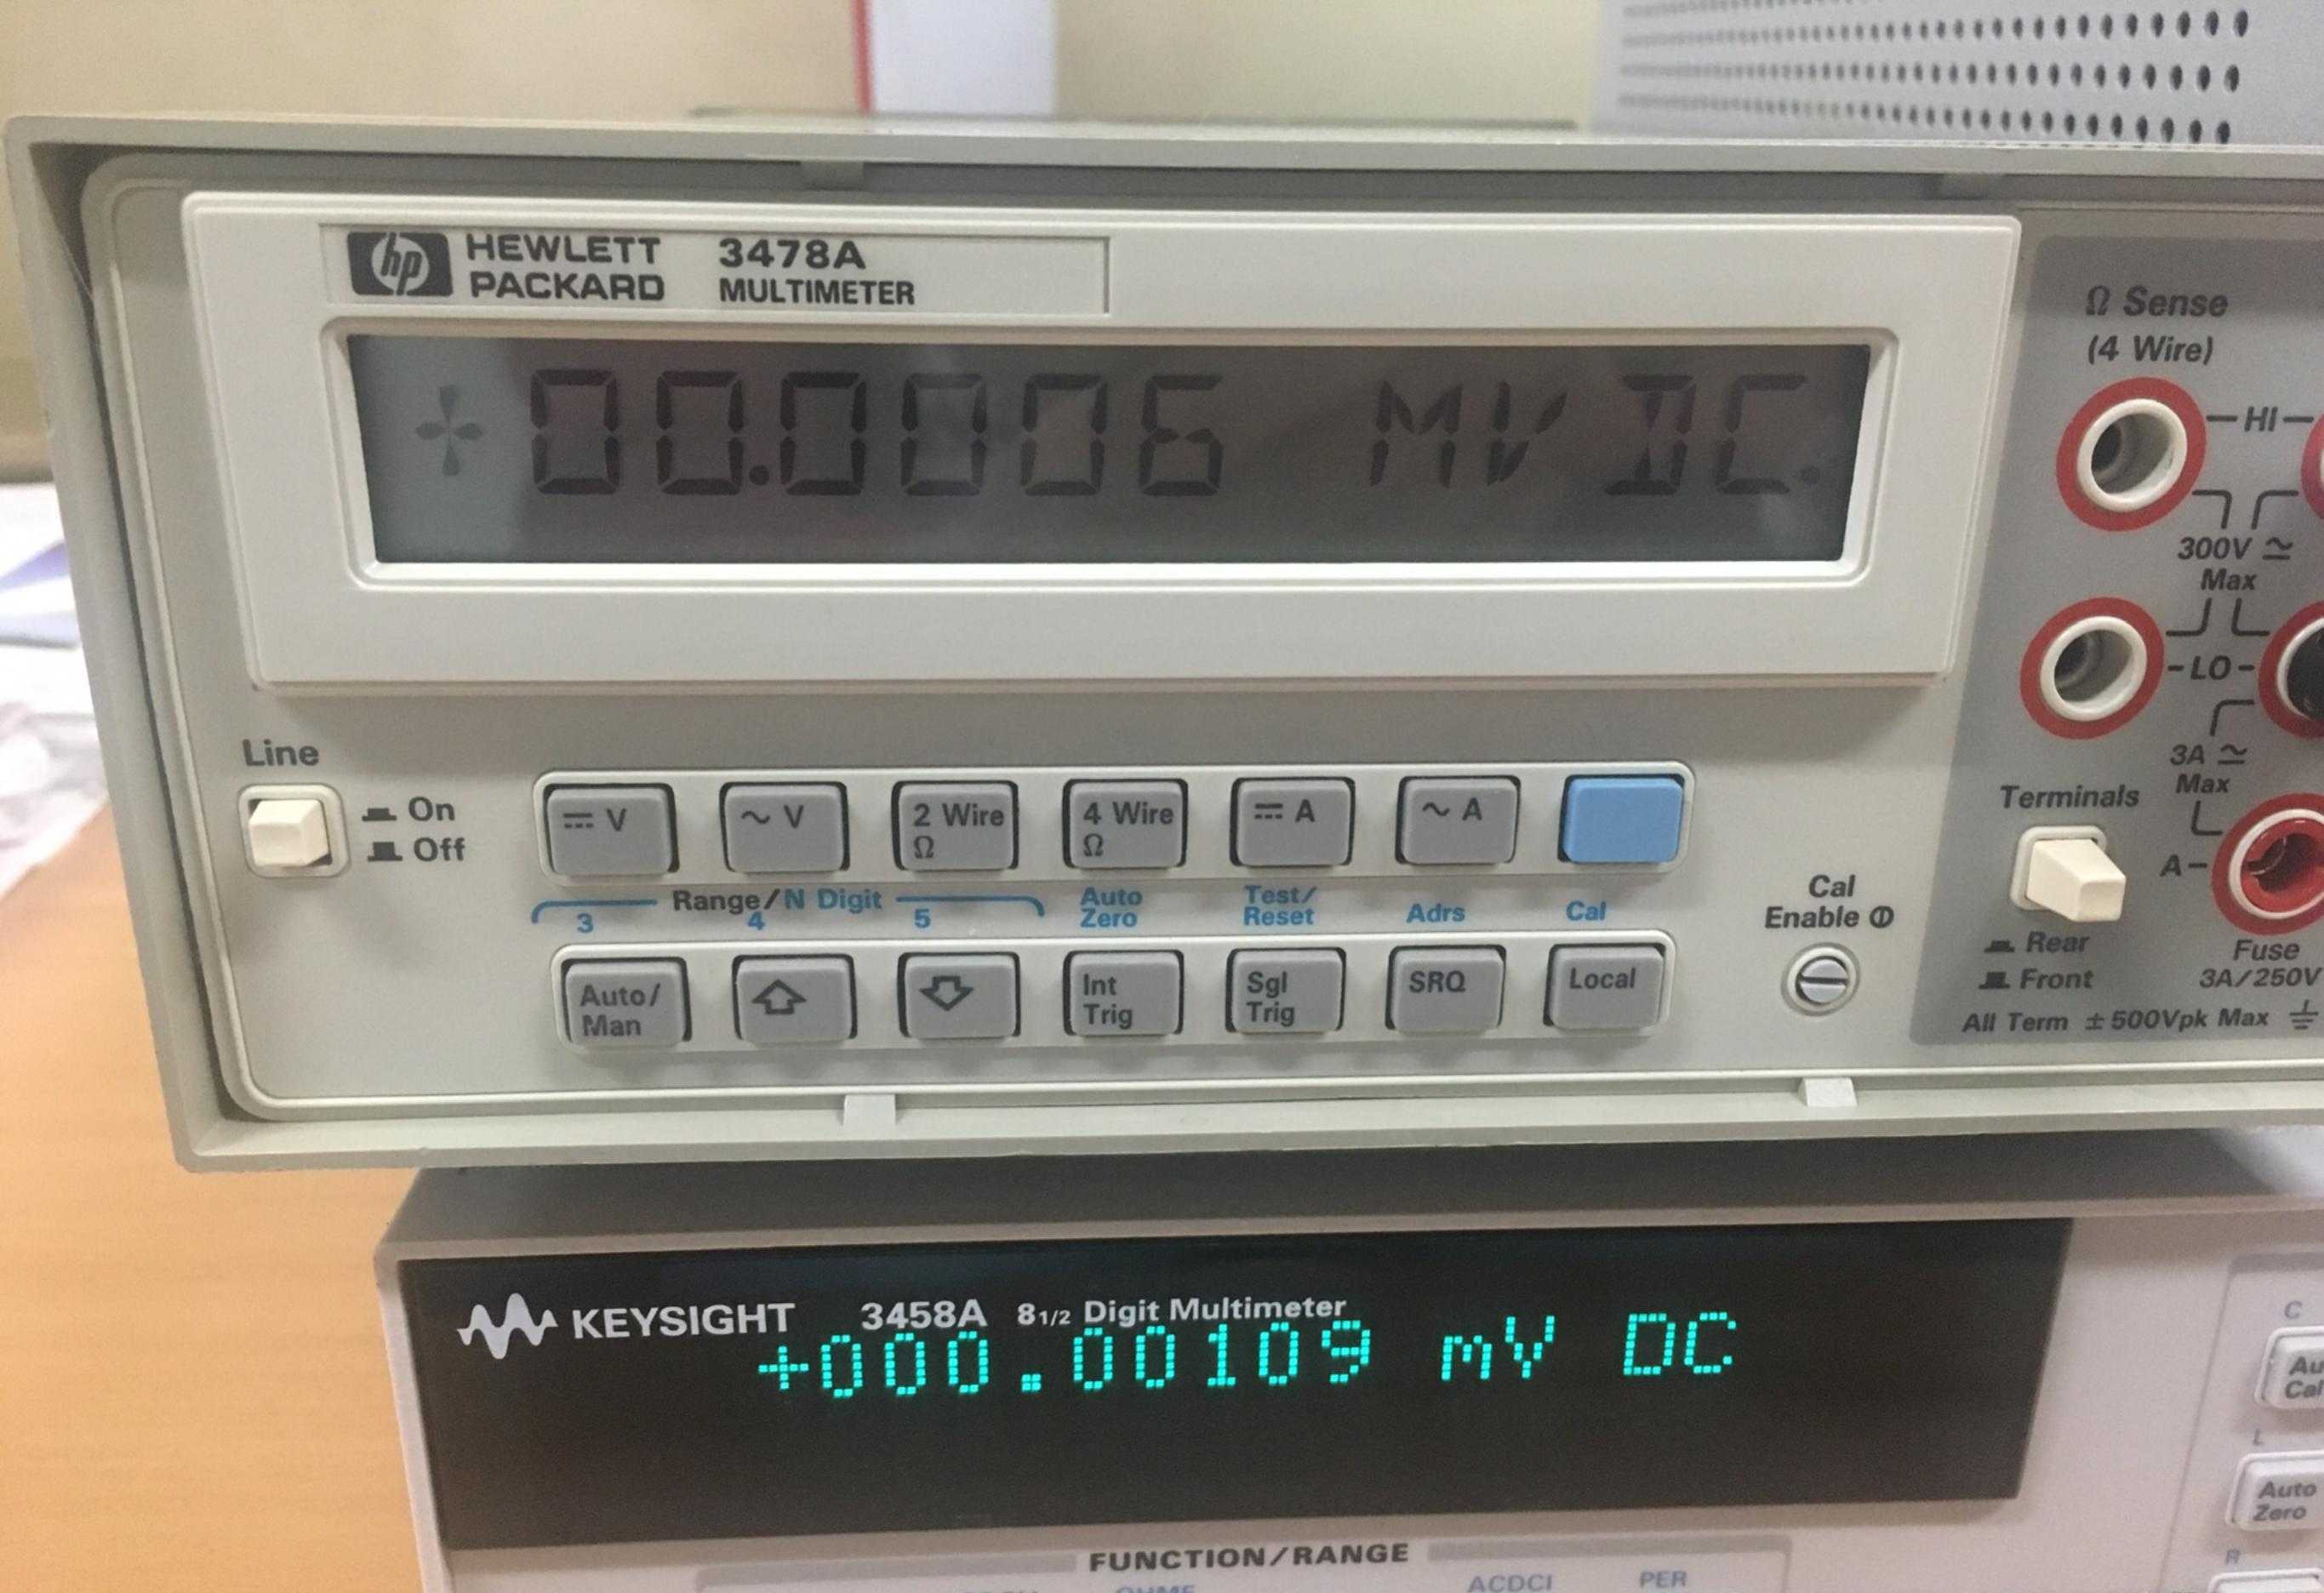 hp HEWLETT PACKARD 3478A MULTIMETER
+00.0006 MV DC.
Ω Sense
(4 Wire)
HI
300V ≂
Max
LO
3A ≂
Max
Terminals
A
Rear
Front
Fuse
3A/250V
All Term ±500Vpk Max
Line
On
Off
⎓ V
~ V
2 Wire Ω
4 Wire Ω
⎓ A
~ A
Range/N Digit
3
4
5
Auto Zero
Test/Reset
Adrs
Cal
Cal
Enable
Auto/Man
Int Trig
Sgl Trig
SRQ
Local
KEYSIGHT 3458A 8 1/2 Digit Multimeter
+000.00109 mV DC
FUNCTION/RANGE
ACDCI
PER
C
L
Auto
Zero
R